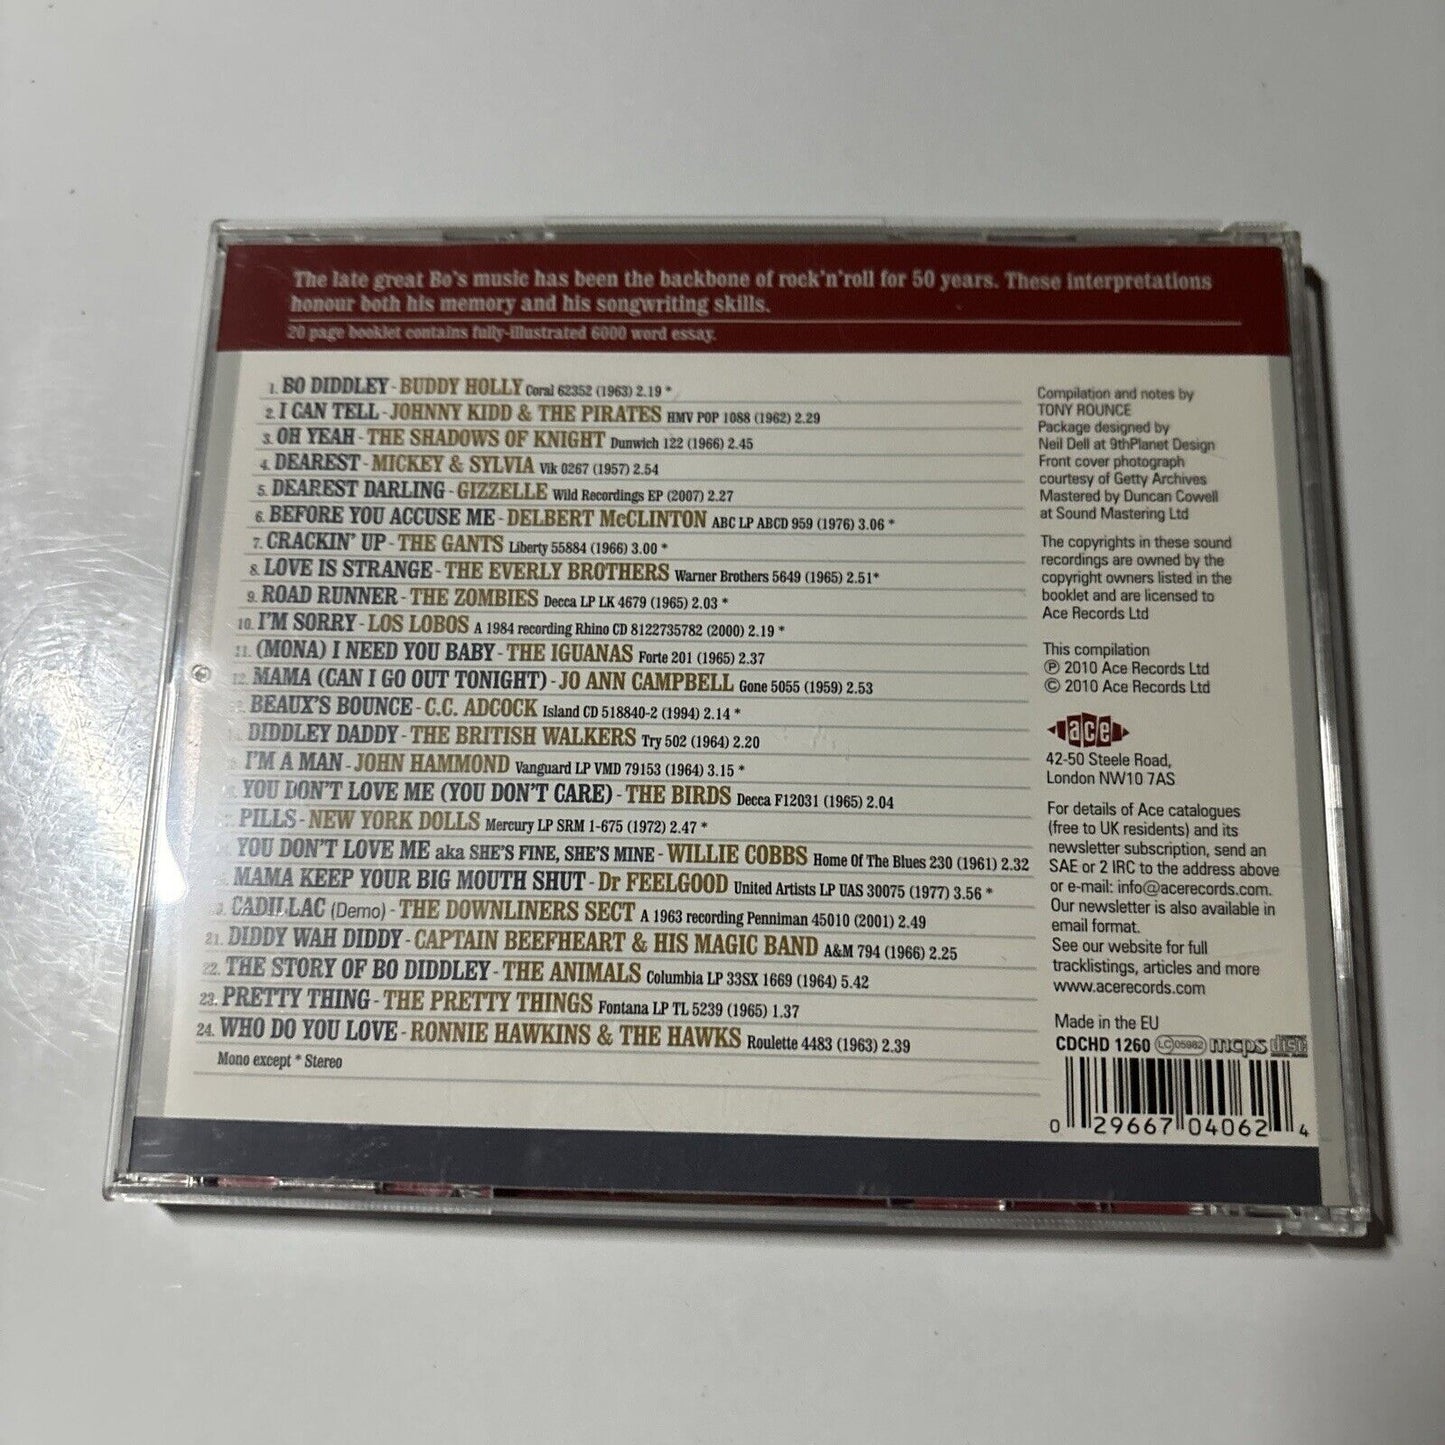 The late great Bo's music has been the backbone of rock'n'roll for 50 years. These interpretations
honour both his memory and his songwriting skills.
20 page booklet contains fully-illustrated 6000 word essay.
1. BO DIDDLEY - BUDDY HOLLY Coral 62352 (1963) 2.19 *
2. I CAN TELL - JOHNNY KIDD & THE PIRATES HMV POP 1088 (1962) 2.29
3. OH YEAH - THE SHADOWS OF KNIGHT Dunwich 122 (1966) 2.45
4. DEAREST - MICKEY & SYLVIA Vik 0267 (1957) 2.54
5. DEAREST DARLING - GIZZELLE Wild Recordings EP (2007) 2.27
6. BEFORE YOU ACCUSE ME - DELBERT McCLINTON ABC LP ABCD 959 (1976) 3.06 *
7. CRACKIN' UP - THE GANTS Liberty 55884 (1966) 3.00 *
8. LOVE IS STRANGE - THE EVERLY BROTHERS Warner Brothers 5649 (1965) 2.51*
9. ROAD RUNNER - THE ZOMBIES Decca LP LK 4679 (1965) 2.03 *
10. I'M SORRY - LOS LOBOS A 1984 recording Rhino CD 8122735782 (2000) 2.19 *
11. (MONA) I NEED YOU BABY - THE IGUANAS Forte 201 (1965) 2.37
12. MAMA (CAN I GO OUT TONIGHT) - JO ANN CAMPBELL Gone 5055 (1959) 2.53
BEAUX'S BOUNCE - C.C. ADCOCK Island CD 518840-2 (1994) 2.14 *
DIDDLEY DADDY - THE BRITISH WALKERS Try 502 (1964) 2.20
I'M A MAN - JOHN HAMMOND Vanguard LP VMD 79153 (1964) 3.15 *
YOU DON'T LOVE ME (YOU DON'T CARE) - THE BIRDS Decca F12031 (1965) 2.04
PILLS - NEW YORK DOLLS Mercury LP SRM 1-675 (1972) 2.47 *
YOU DON'T LOVE ME aka SHE'S FINE, SHE'S MINE - WILLIE COBBS Home Of The Blues 230 (1961) 2.32
MAMA KEEP YOUR BIG MOUTH SHUT - Dr FEELGOOD United Artists LP UAS 30075 (1977) 3.56 *
CADILLAC (Demo) - THE DOWNLINERS SECT A 1963 recording Penniman 45010 (2001) 2.49
21. DIDDY WAH DIDDY - CAPTAIN BEEFHEART & HIS MAGIC BAND A&M 794 (1966) 2.25
22. THE STORY OF BO DIDDLEY - THE ANIMALS Columbia LP 33SX 1669 (1964) 5.42
23. PRETTY THING - THE PRETTY THINGS Fontana LP TL 5239 (1965) 1.37
24. WHO DO YOU LOVE - RONNIE HAWKINS & THE HAWKS Roulette 4483 (1963) 2.39
Mono except * Stereo
Compilation and notes by
TONY ROUNCE
Package designed by
Neil Dell at 9thPlanet Design
Front cover photograph
courtesy of Getty Archives
Mastered by Duncan Cowell
at Sound Mastering Ltd
The copyrights in these sound
recordings are owned by the
copyright owners listed in the
booklet and are licensed to
Ace Records Ltd
This compilation
℗ 2010 Ace Records Ltd
© 2010 Ace Records Ltd
ace
42-50 Steele Road,
London NW10 7AS
For details of Ace catalogues
(free to UK residents) and its
newsletter subscription, send an
SAE or 2 IRC to the address above
or e-mail: info@acerecords.com.
Our newsletter is also available in
email format.
See our website for full
tracklistings, articles and more
www.acerecords.com
Made in the EU
CDCHD 1260 LC05982 mcps disc
0 29667 04062 4